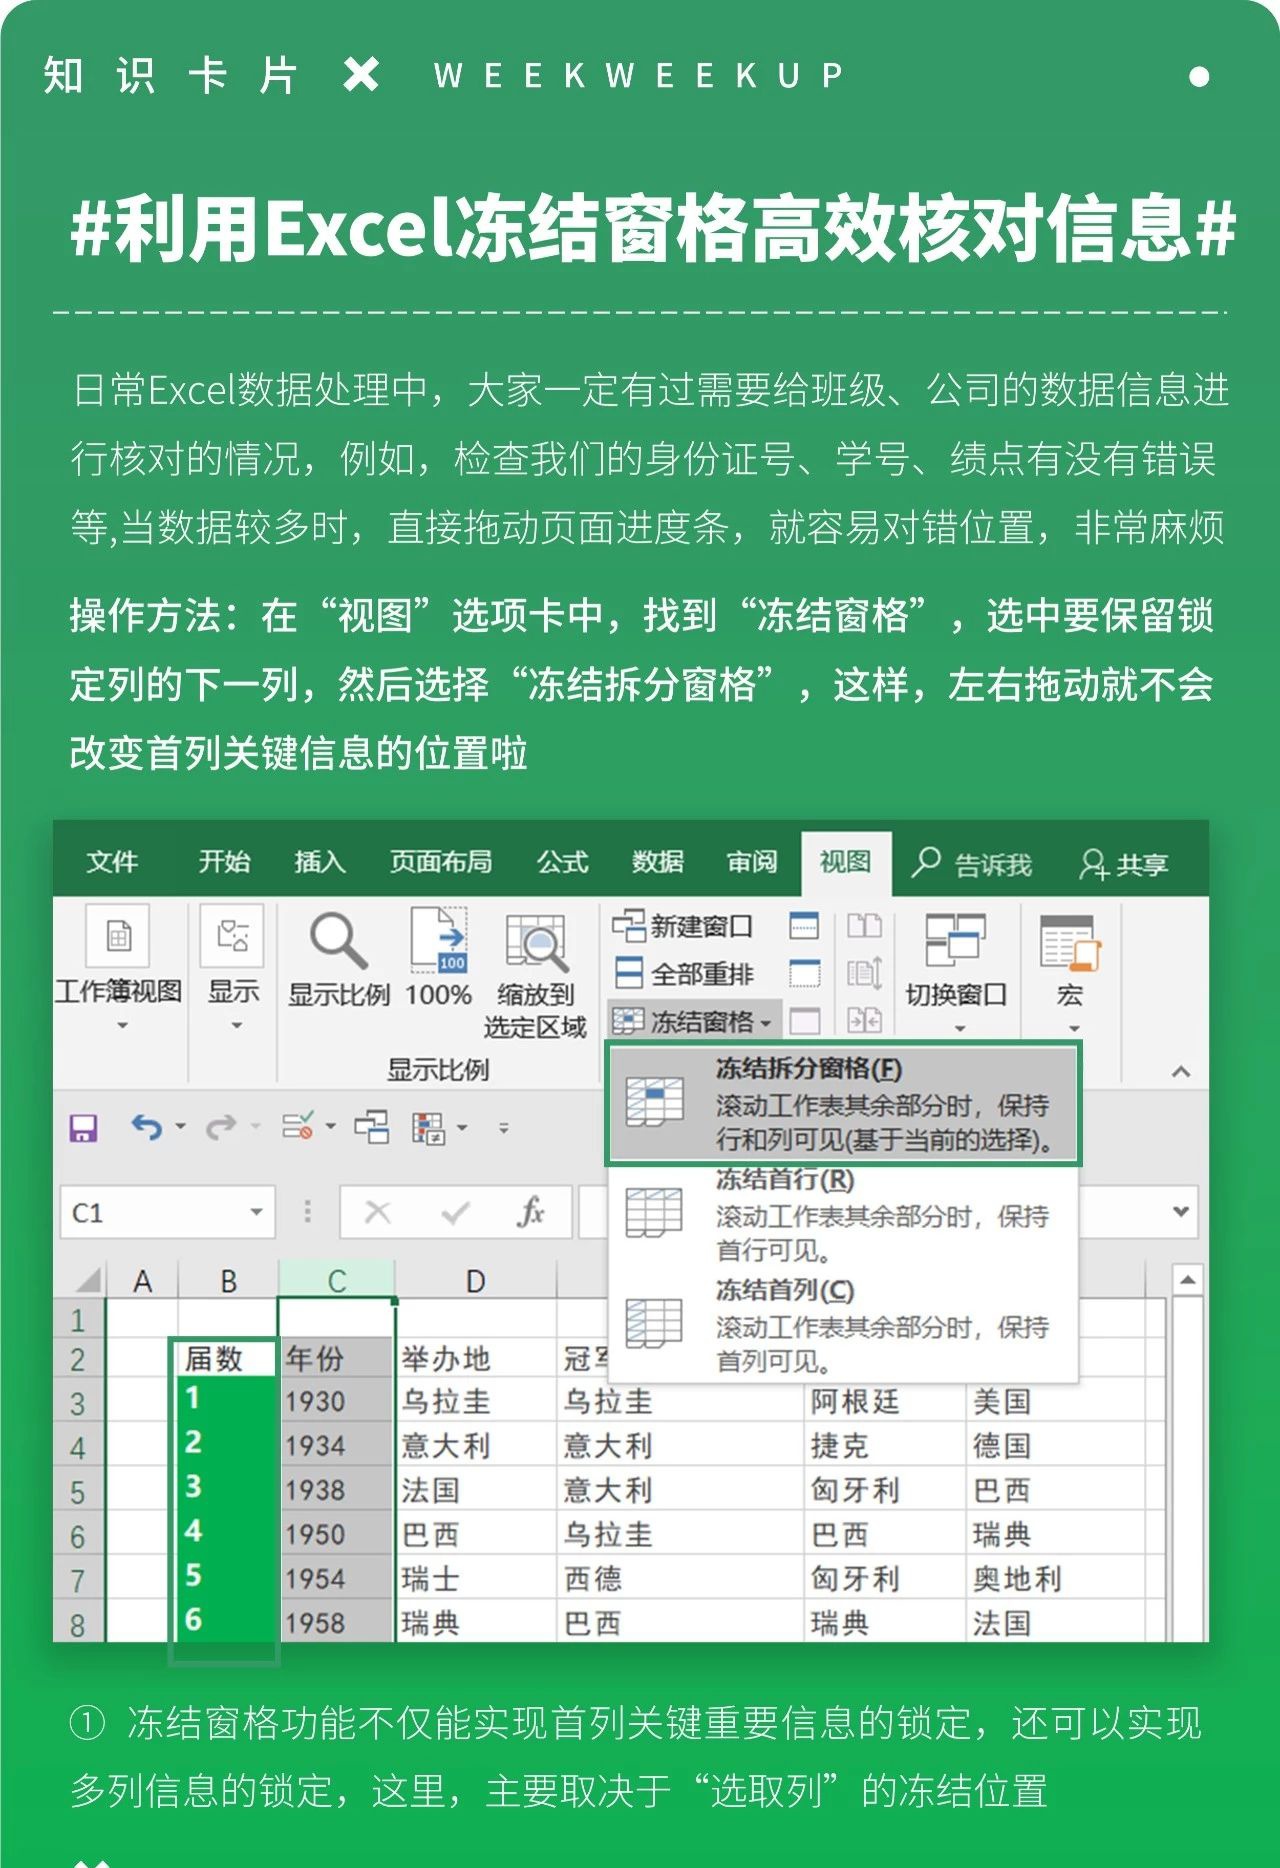 知识卡片 ✖ WEEKWEEKUP
#利用Excel冻结窗格高效核对信息#
日常Excel数据处理中，大家一定有过需要给班级、公司的数据信息进
行核对的情况，例如，检查我们的身份证号、学号、绩点有没有错误
等,当数据较多时，直接拖动页面进度条，就容易对错位置，非常麻烦
操作方法：在“视图”选项卡中，找到“冻结窗格”，选中要保留锁
定列的下一列，然后选择“冻结拆分窗格”，这样，左右拖动就不会
改变首列关键信息的位置啦
文件 开始 插入 页面布局 公式 数据 审阅 视图 告诉我 共享
新建窗口
全部重排
工作簿视图 显示 显示比例 100% 100 缩放到 切换窗口 宏
选定区域 冻结窗格
显示比例
冻结拆分窗格(F)
滚动工作表其余部分时，保持
行和列可见(基于当前的选择)。
冻结首行(R)
滚动工作表其余部分时，保持
首行可见。
冻结首列(C)
滚动工作表其余部分时，保持
首列可见。
C1 fx
A B C D
1
2 届数 年份 举办地 冠
3 1 1930 乌拉圭 乌拉圭 阿根廷 美国
4 2 1934 意大利 意大利 捷克 德国
5 3 1938 法国 意大利 匈牙利 巴西
6 4 1950 巴西 乌拉圭 巴西 瑞典
7 5 1954 瑞士 西德 匈牙利 奥地利
8 6 1958 瑞典 巴西 瑞典 法国
① 冻结窗格功能不仅能实现首列关键重要信息的锁定，还可以实现
多列信息的锁定，这里，主要取决于“选取列”的冻结位置